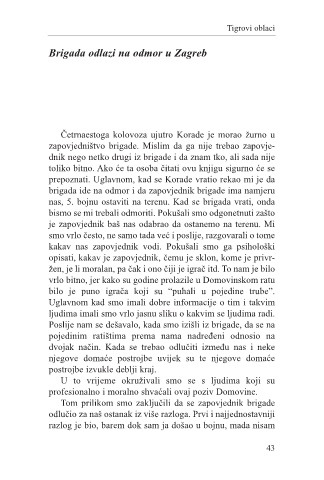 Tigrovi oblaci
Brigada odlazi na odmor u Zagreb
Četrnaestoga kolovoza ujutro Korade je morao žurno u
zapovjedništvo brigade. Mislim da ga nije trebao zapovje-
dnik nego netko drugi iz brigade i da znam tko, ali sada nije
toliko bitno. Ako će ta osoba čitati ovu knjigu sigurno će se
prepoznati. Uglavnom, kad se Korade vratio rekao mi je da
brigada ide na odmor i da zapovjednik brigade ima namjeru
nas, 5. bojnu ostaviti na terenu. Kad se brigada vrati, onda
bismo se mi trebali odmoriti. Pokušali smo odgonetnuti zašto
je zapovjednik baš nas odabrao da ostanemo na terenu. Mi
smo vrlo često, ne samo tada već i poslije, razgovarali o tome
kakav nas zapovjednik vodi. Pokušali smo ga psihološki
opisati, kakav je zapovjednik, čemu je sklon, kome je privr-
žen, je li moralan, pa čak i ono čiji je igrač itd. To nam je bilo
vrlo bitno, jer kako su godine prolazile u Domovinskom ratu
bilo je puno igrača koji su “puhali u pojedine trube”.
Uglavnom kad smo imali dobre informacije o tim i takvim
ljudima imali smo vrlo jasnu sliku o kakvim se ljudima radi.
Poslije nam se dešavalo, kada smo izišli iz brigade, da se na
pojedinim ratištima prema nama nadređeni odnosio na
dvojak način. Kada se trebao odlučiti između nas i neke
njegove domaće postrojbe uvijek su te njegove domaće
postrojbe izvukle deblji kraj.
U to vrijeme okruživali smo se s ljudima koji su
profesionalno i moralno shvaćali ovaj poziv Domovine.
Tom prilikom smo zaključili da se zapovjednik brigade
odlučio za naš ostanak iz više razloga. Prvi i najjednostavniji
razlog je bio, barem dok sam ja došao u bojnu, mada nisam
43